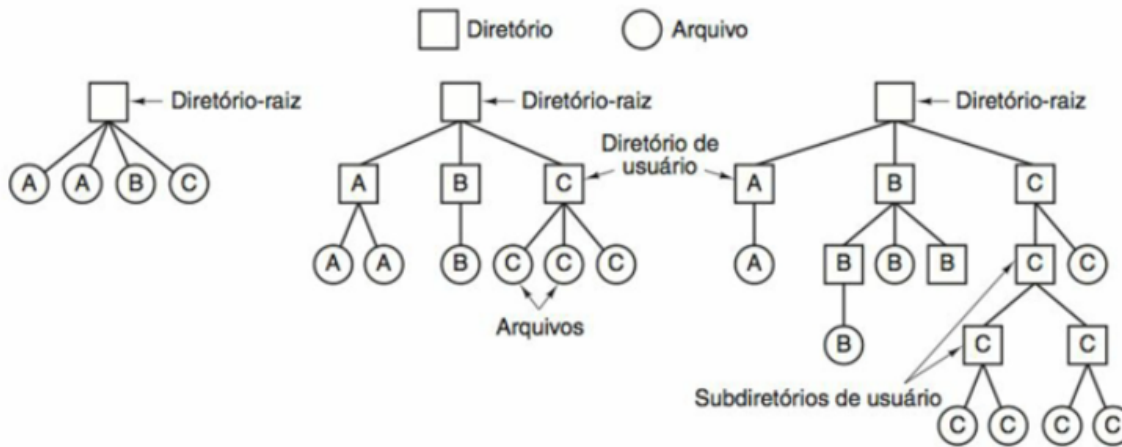 Diretório Arquivo
Diretório-raiz Diretório-raiz Diretório-raiz
Diretório de
usuário
A A B C A B C A B C
A A B C C C A B B B C C
Arquivos
B C C
Subdiretórios de usuário
C C C C